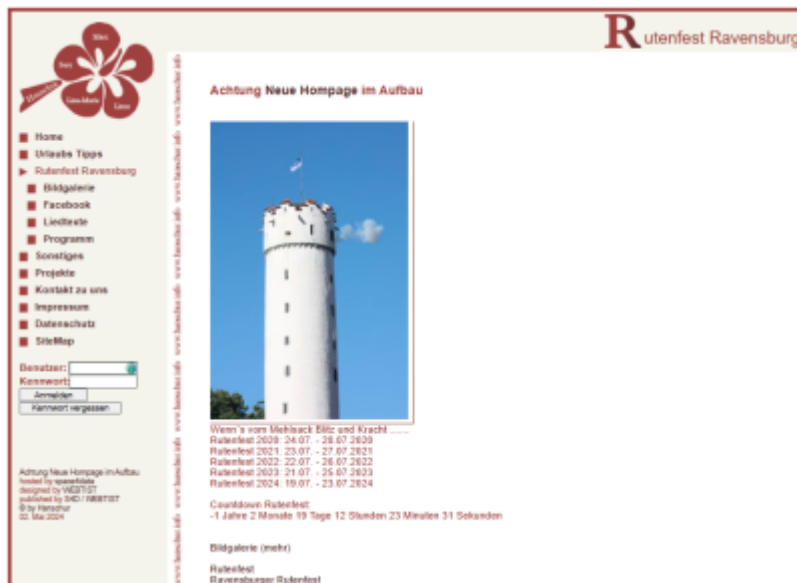 Rutenfest Ravensburg
Achtung Neue Hompage im Aufbau
Home
Urlaubs Tipps
Rutenfest Ravensburg
Bildgalerie
Facebook
Liedtexte
Programm
Sonstiges
Projekte
Kontakt zu uns
Impressum
Datenschutz
SiteMap
Benutzer:
Kennwort:
Anmelden
Kennwort vergessen
Achtung Neue Hompage im Aufbau
hosted by
designed by WEBTIST
published by SHD / WEBTIST
© by Hanschur
02. Mai 2024
Wenn`s vom Mehlsack Blitz und Kracht ........
Rutenfest 2020: 24.07. - 28.07.2020
Rutenfest 2021: 23.07. - 27.07.2021
Rutenfest 2022: 22.07. - 26.07.2022
Rutenfest 2023: 21.07. - 25.07.2023
Rutenfest 2024: 19.07. - 23.07.2024
Countdown Rutenfest:
-1 Jahre 2 Monate 19 Tage 12 Stunden 23 Minuten 31 Sekunden
Bildgalerie (mehr)
Rutenfest
Ravensburger Rutenfest